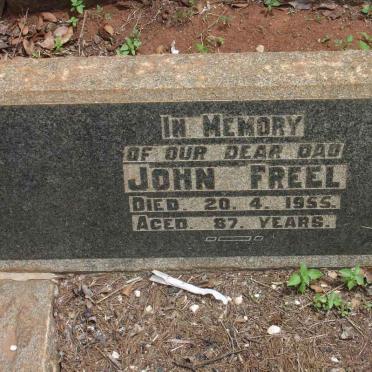 IN MEMORY
OF OUR DEAR DAD
JOHN FREEL
DIED 20. 4. 1955.
AGED 87. YEARS.